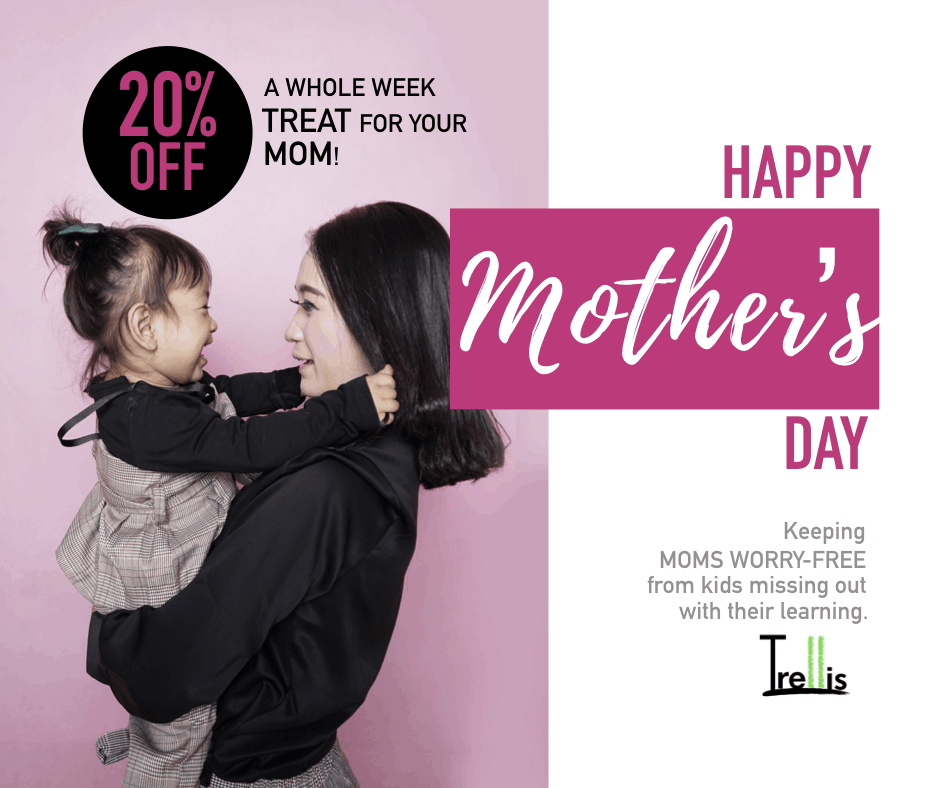 20%
OFF
A WHOLE WEEK
TREAT FOR YOUR
MOM!
HAPPY
Mother's
DAY
Keeping
MOMS WORRY-FREE
from kids missing out
with their learning.
Trellis